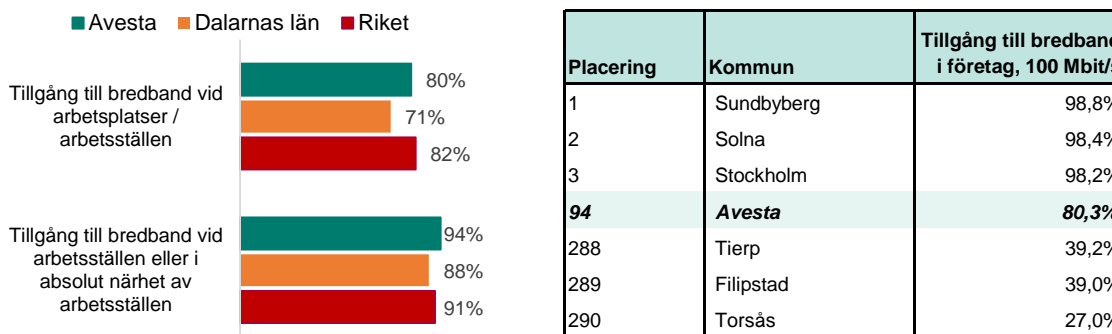 Avesta Dalarnas län Riket
Tillgång till bredband vid
arbetsplatser /
arbetsställen
80%
71%
82%
Tillgång till bredband vid
arbetsställen eller i
absolut närhet av
arbetsställen
94%
88%
91%
Placering Kommun Tillgång till bredband
i företag, 100 Mbit/s
1 Sundbyberg 98,8%
2 Solna 98,4%
3 Stockholm 98,2%
94 Avesta 80,3%
288 Tierp 39,2%
289 Filipstad 39,0%
290 Torsås 27,0%